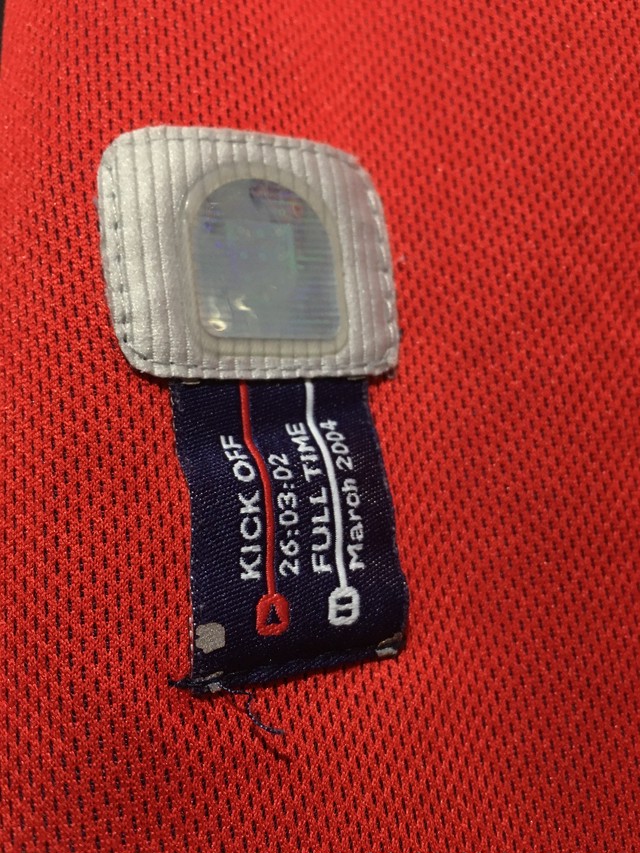 KICK OFF
26:03:02
FULL TIME
March 2004